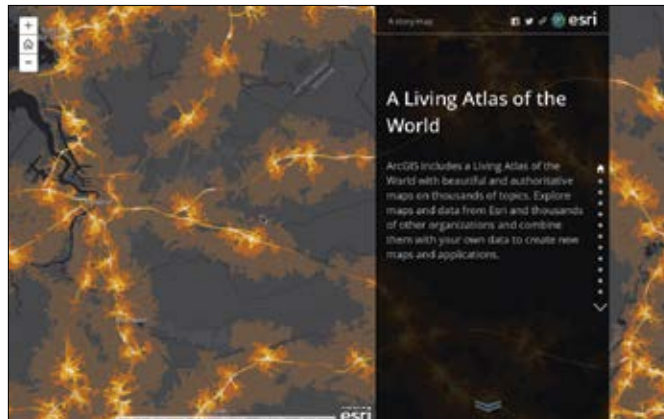 A story map
esri
A Living Atlas of the
World
ArcGIS includes a Living Atlas of the
World with beautiful and authoritative
maps on thousands of topics. Explore
maps and data from Esri and thousands
of other organizations and combine
them with your own data to create new
maps and applications.
esri